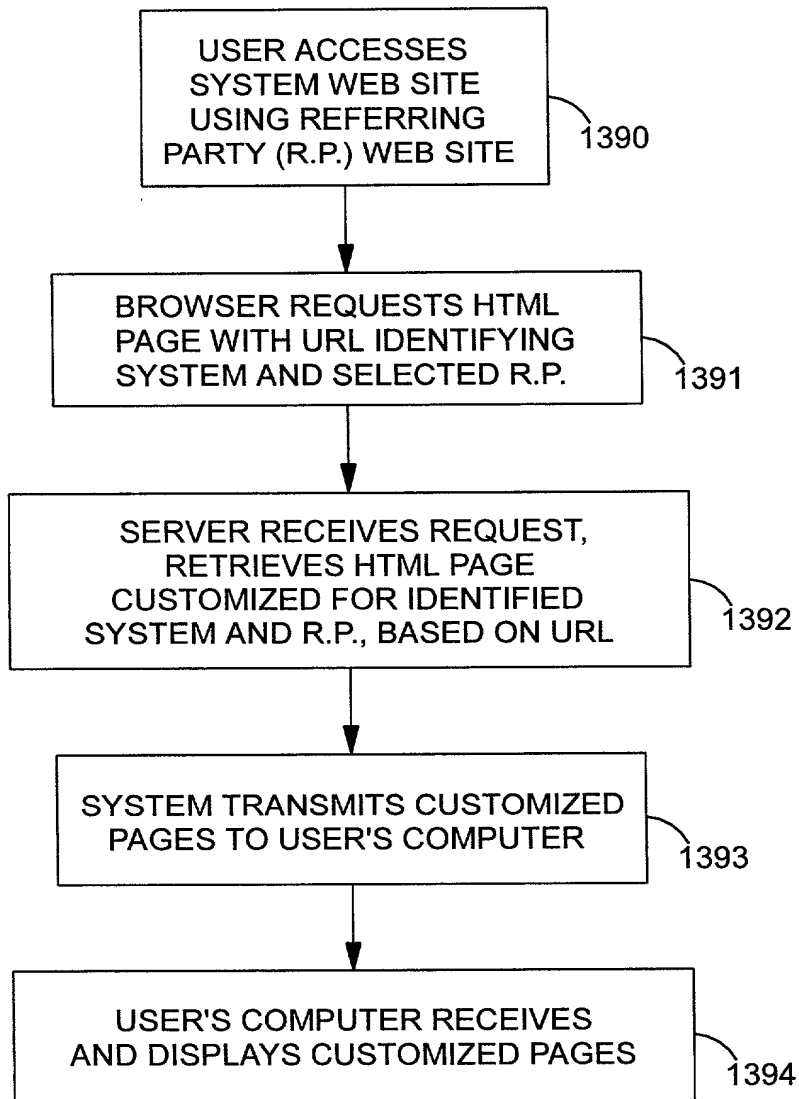 USER ACCESSES
SYSTEM WEB SITE
USING REFERRING
PARTY (R.P.) WEB SITE
1390
BROWSER REQUESTS HTML
PAGE WITH URL IDENTIFYING
SYSTEM AND SELECTED R.P.
1391
SERVER RECEIVES REQUEST,
RETRIEVES HTML PAGE
CUSTOMIZED FOR IDENTIFIED
SYSTEM AND R.P., BASED ON URL
1392
SYSTEM TRANSMITS CUSTOMIZED
PAGES TO USER'S COMPUTER
1393
USER'S COMPUTER RECEIVES
AND DISPLAYS CUSTOMIZED PAGES
1394